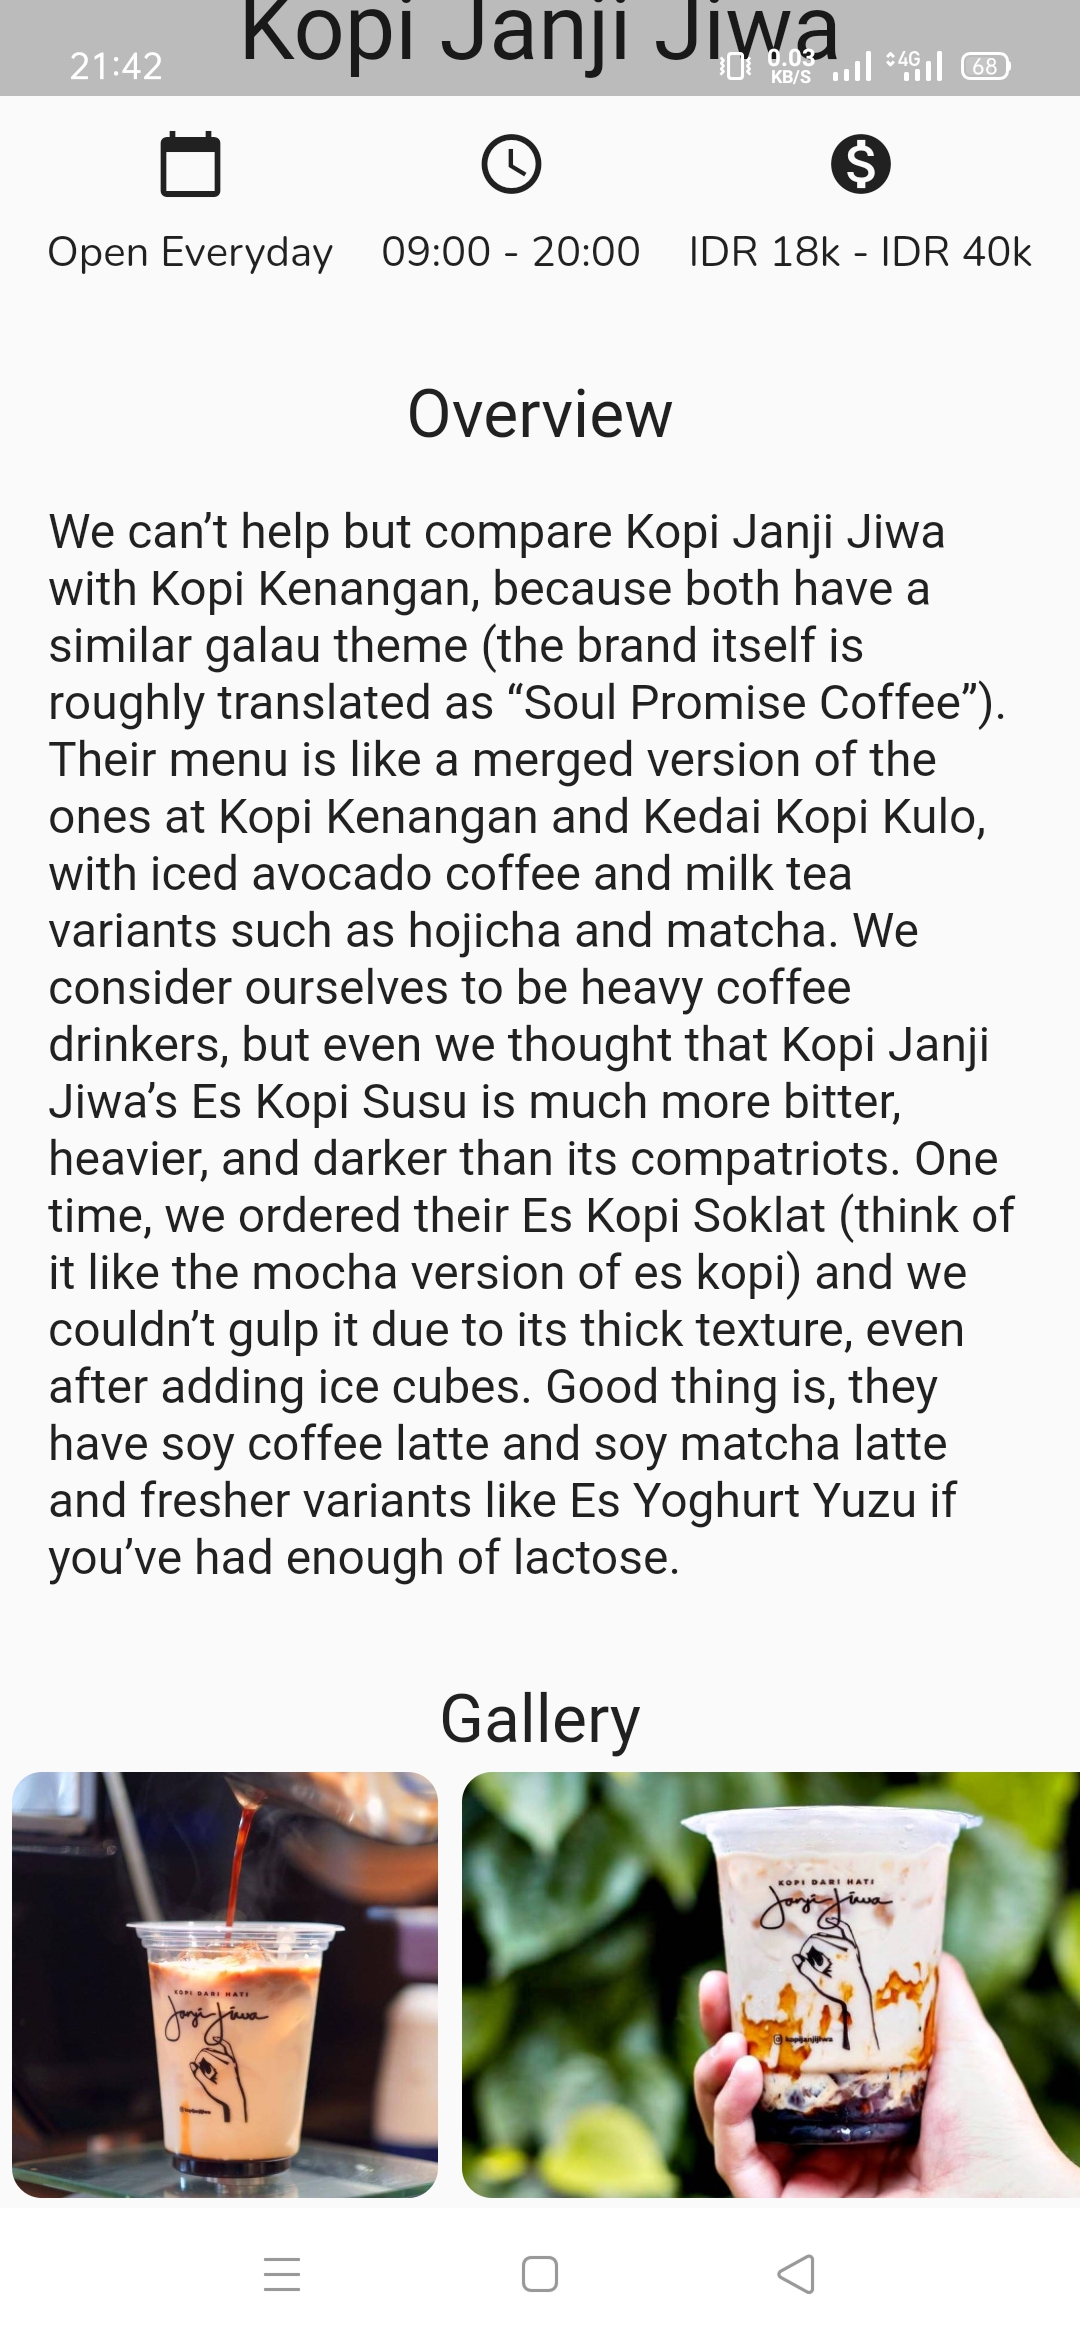 Kopi Janji Jiwa
21:42 0.03 KB/S 4G 68
Open Everyday 09:00 - 20:00 IDR 18k - IDR 40k
Overview
We can’t help but compare Kopi Janji Jiwa
with Kopi Kenangan, because both have a
similar galau theme (the brand itself is
roughly translated as “Soul Promise Coffee”).
Their menu is like a merged version of the
ones at Kopi Kenangan and Kedai Kopi Kulo,
with iced avocado coffee and milk tea
variants such as hojicha and matcha. We
consider ourselves to be heavy coffee
drinkers, but even we thought that Kopi Janji
Jiwa’s Es Kopi Susu is much more bitter,
heavier, and darker than its compatriots. One
time, we ordered their Es Kopi Soklat (think of
it like the mocha version of es kopi) and we
couldn’t gulp it due to its thick texture, even
after adding ice cubes. Good thing is, they
have soy coffee latte and soy matcha latte
and fresher variants like Es Yoghurt Yuzu if
you’ve had enough of lactose.
Gallery
KOPI DARI HATI
Janji Jiwa
KOPI DARI HATI
Janji Jiwa
kopijanjijiwa